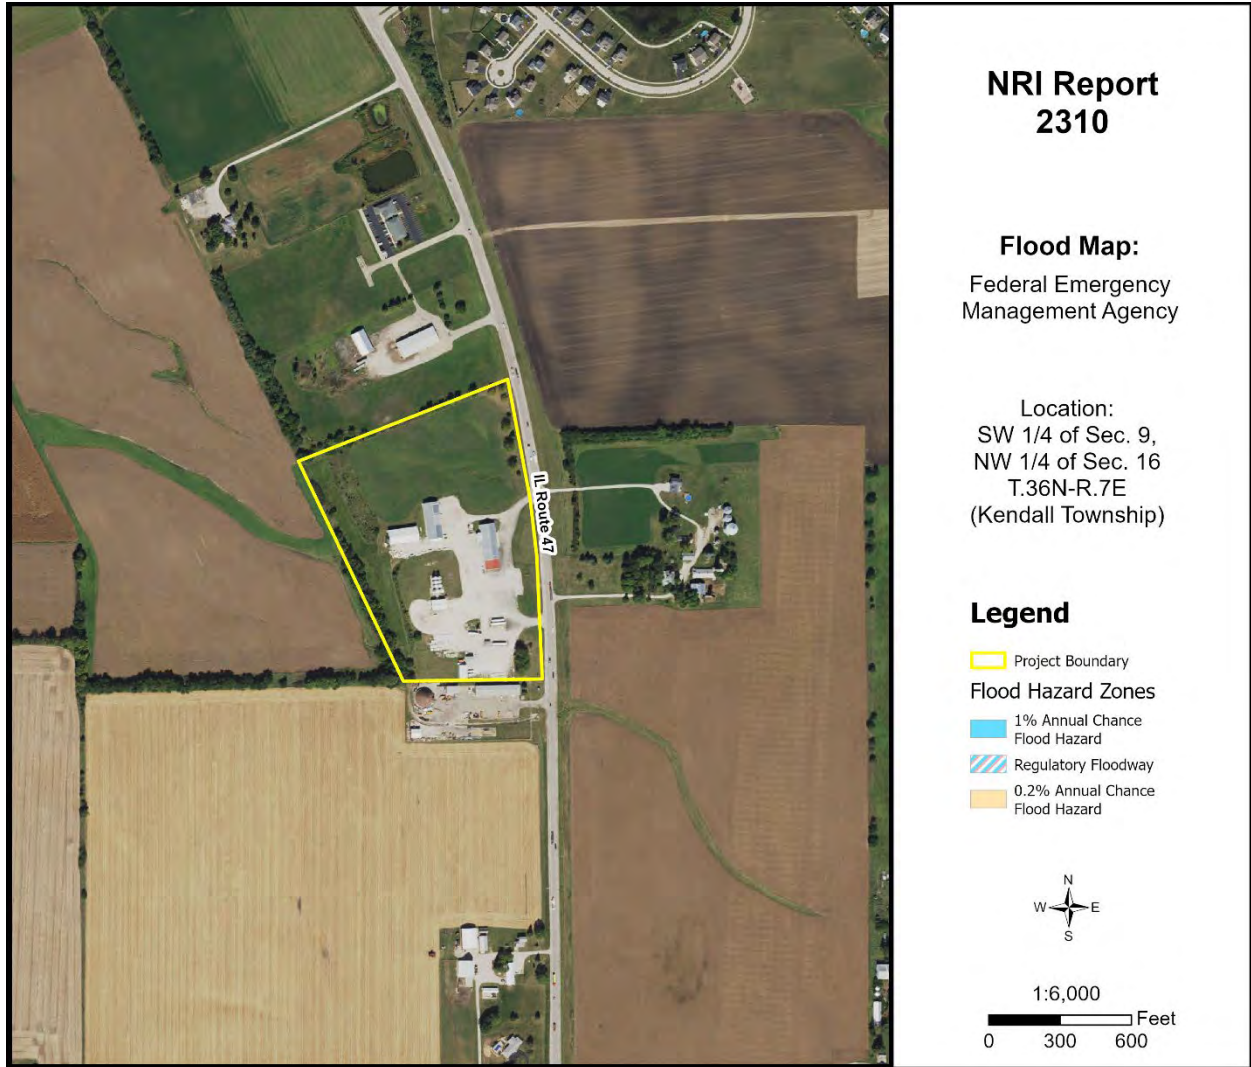 NRI Report
2310
Flood Map:
Federal Emergency
Management Agency
Location:
SW 1/4 of Sec. 9,
NW 1/4 of Sec. 16
T.36N-R.7E
(Kendall Township)
Legend
Project Boundary
Flood Hazard Zones
1% Annual Chance
Flood Hazard
Regulatory Floodway
0.2% Annual Chance
Flood Hazard
N
W E
S
1:6,000
Feet
0 300 600
IL Route 47